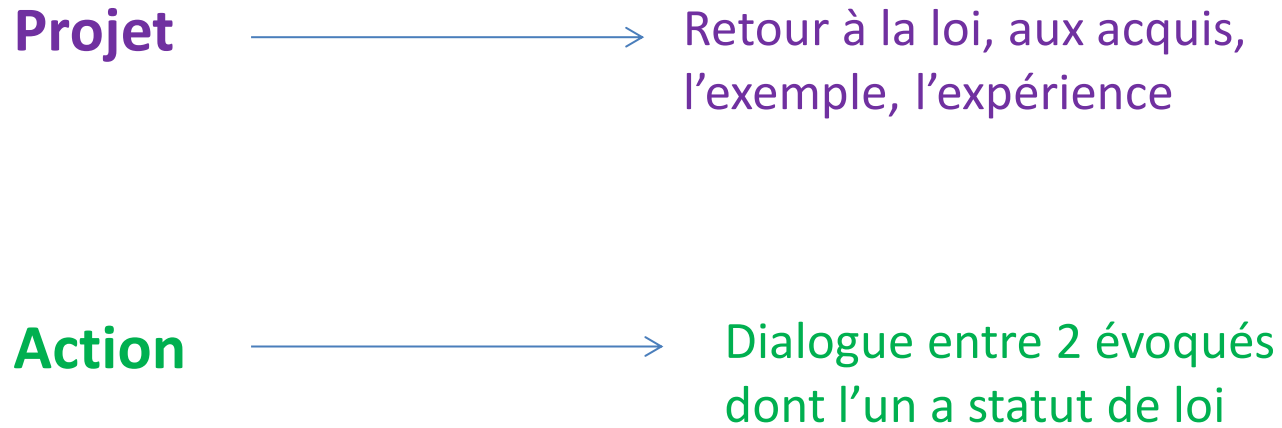 Projet
Retour à la loi, aux acquis,
l’exemple, l’expérience
Action
Dialogue entre 2 évoqués
dont l’un a statut de loi